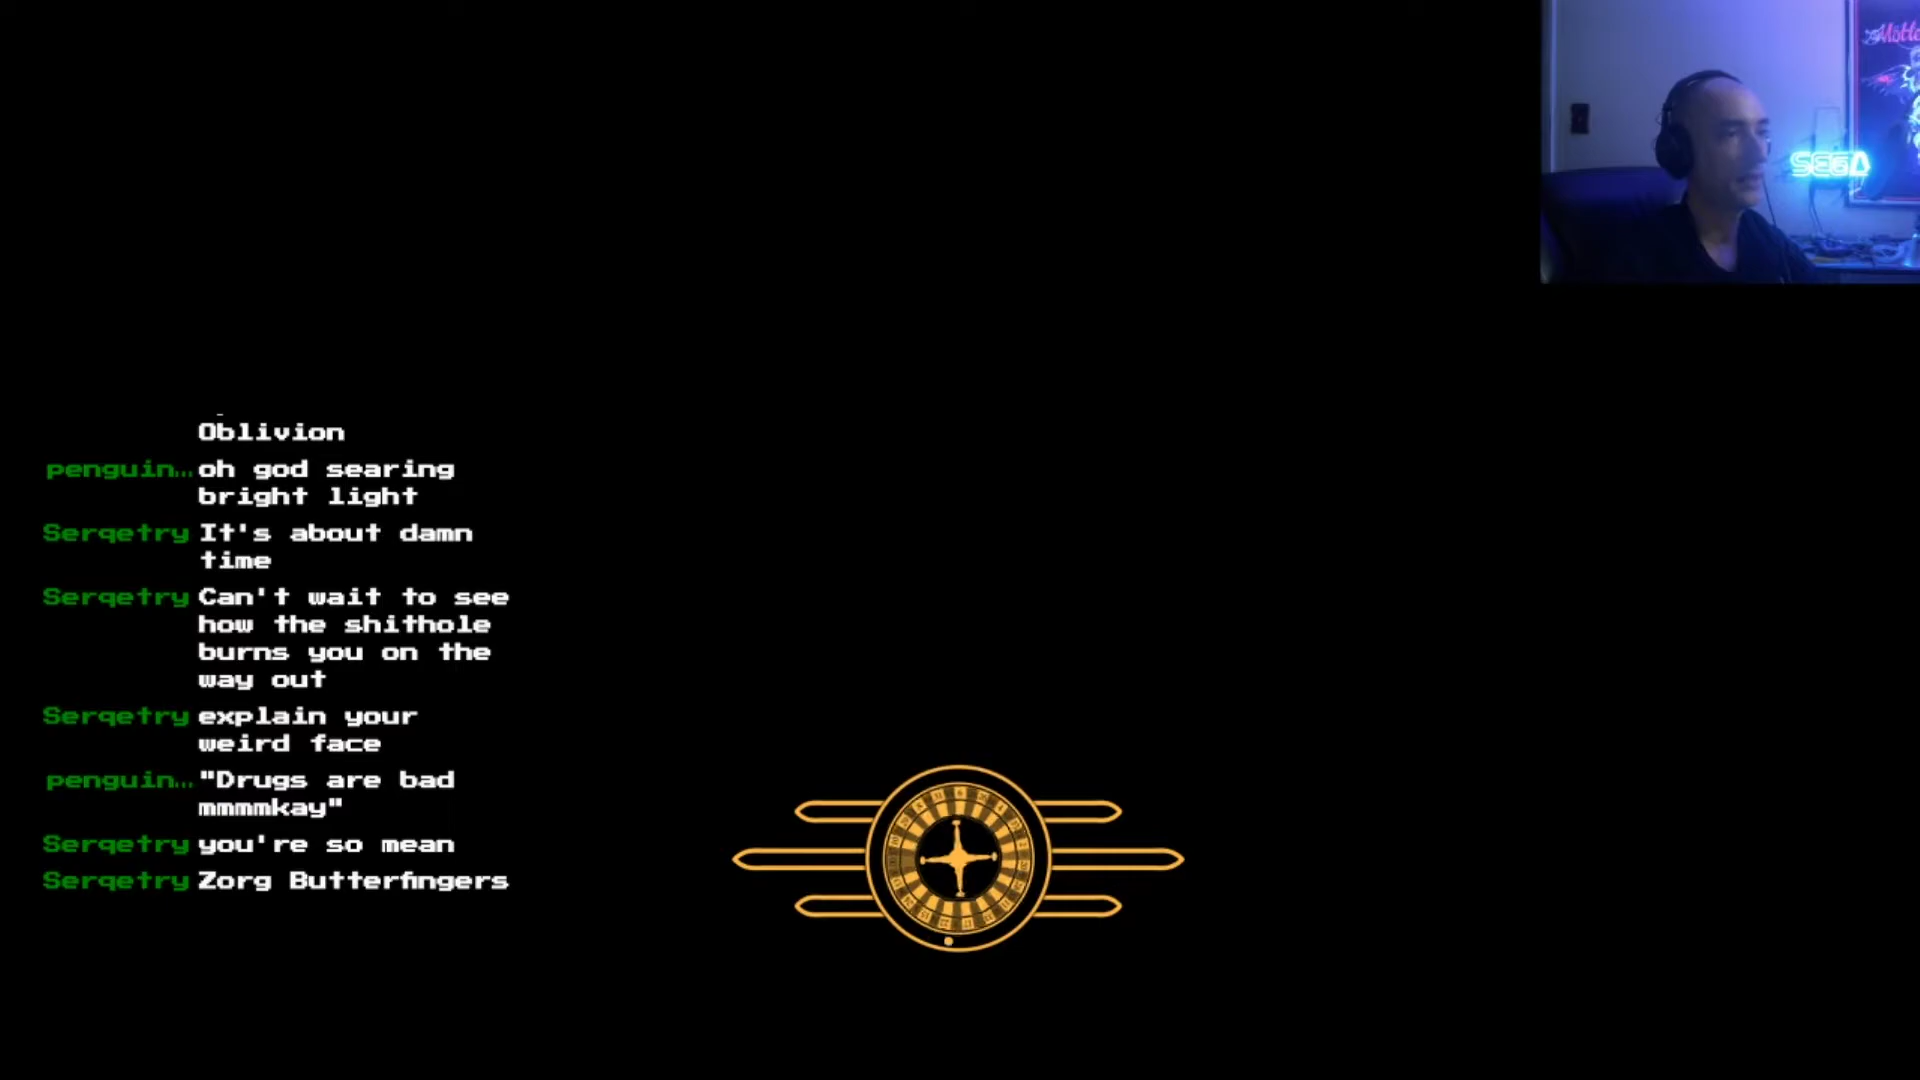 Oblivion
penguin… oh god searing
bright light
Serqetry It's about damn
time
Serqetry Can't wait to see
how the shithole
burns you on the
way out
Serqetry explain your
weird face
penguin… "Drugs are bad
mmmmkay"
Serqetry you're so mean
Serqetry Zorg Butterfingers
SEGA